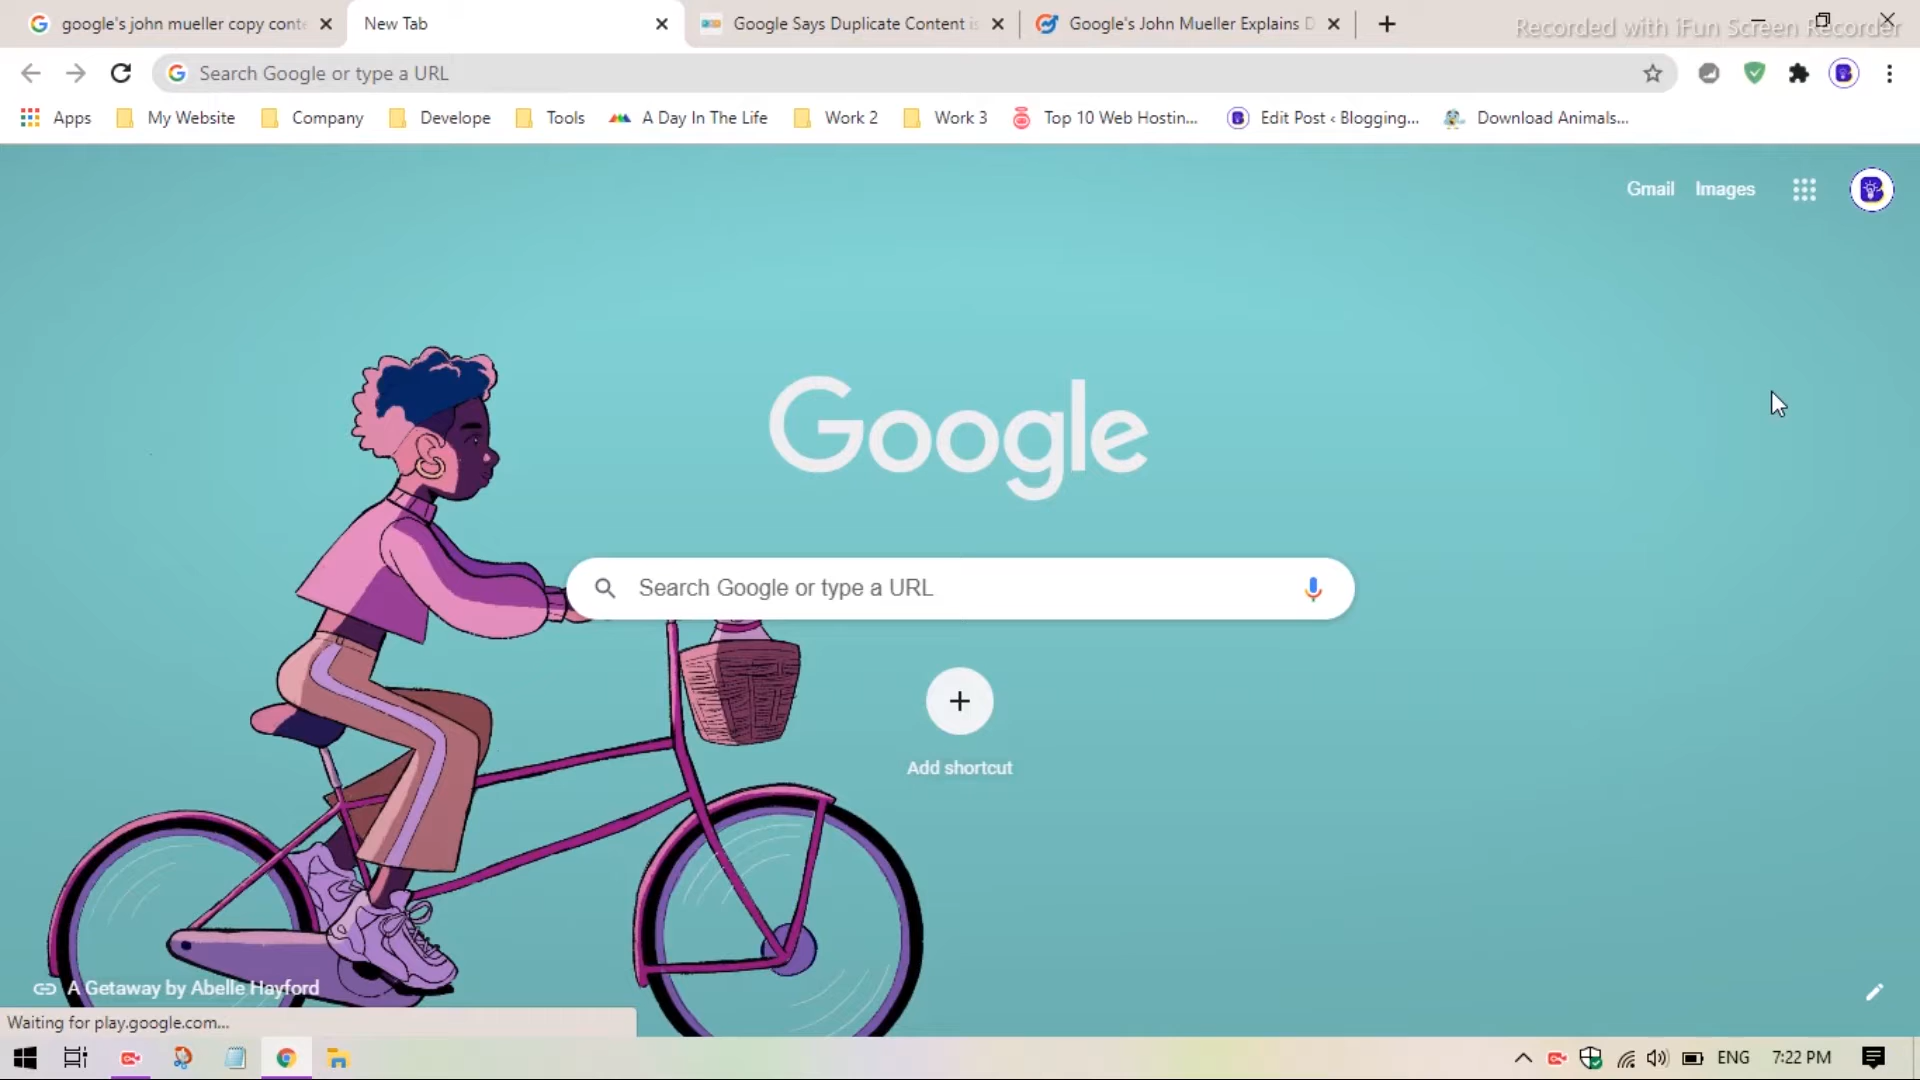 google's john mueller copy conte
New Tab
Google Says Duplicate Content is
Google's John Mueller Explains D
Recorded with iFun Screen Recorder
Search Google or type a URL
Apps
My Website
Company
Develope
Tools
A Day In The Life
Work 2
Work 3
Top 10 Web Hostin...
Edit Post ‹ Blogging...
Download Animals...
Gmail
Images
Google
Search Google or type a URL
Add shortcut
A Getaway by Abelle Hayford
Waiting for play.google.com...
ENG
7:22 PM